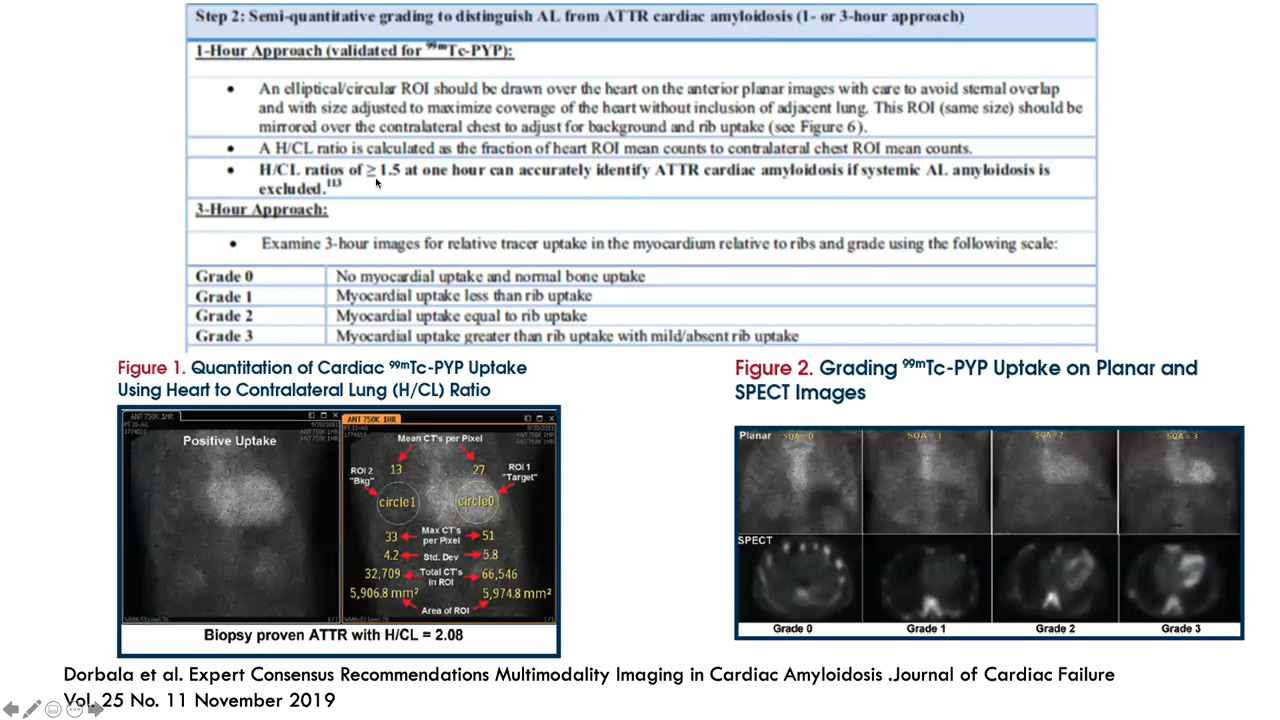 Step 2: Semi-quantitative grading to distinguish AL from ATTR cardiac amyloidosis (1- or 3-hour approach)
1-Hour Approach (validated for ⁹⁹ᵐTc-PYP):
• An elliptical/circular ROI should be drawn over the heart on the anterior planar images with care to avoid sternal overlap
and with size adjusted to maximize coverage of the heart without inclusion of adjacent lung. This ROI (same size) should be
mirrored over the contralateral chest to adjust for background and rib uptake (see Figure 6).
• A H/CL ratio is calculated as the fraction of heart ROI mean counts to contralateral chest ROI mean counts.
• H/CL ratios of ≥ 1.5 at one hour can accurately identify ATTR cardiac amyloidosis if systemic AL amyloidosis is
excluded.¹¹³
3-Hour Approach:
• Examine 3-hour images for relative tracer uptake in the myocardium relative to ribs and grade using the following scale:
Grade 0 No myocardial uptake and normal bone uptake
Grade 1 Myocardial uptake less than rib uptake
Grade 2 Myocardial uptake equal to rib uptake
Grade 3 Myocardial uptake greater than rib uptake with mild/absent rib uptake
Figure 1. Quantitation of Cardiac ⁹⁹ᵐTc-PYP Uptake
Using Heart to Contralateral Lung (H/CL) Ratio
ANT 750K 1HR
Positive Uptake
ANT 750K 1HR
Mean CT's per Pixel
13 27
ROI 2
"Bkg"
ROI 1
"Target"
circle1 circle0
33 Max CT's
per Pixel 51
4.2 Std. Dev 5.8
32,709 Total CT's
in ROI 66,546
5,906.8 mm² 5,974.8 mm²
Area of ROI
Biopsy proven ATTR with H/CL = 2.08
Figure 2. Grading ⁹⁹ᵐTc-PYP Uptake on Planar and
SPECT Images
Planar SQA = 0 SQA = 1 SQA = 2 SQA = 3
SPECT
Grade 0 Grade 1 Grade 2 Grade 3
Dorbala et al. Expert Consensus Recommendations Multimodality Imaging in Cardiac Amyloidosis .Journal of Cardiac Failure
Vol. 25 No. 11 November 2019